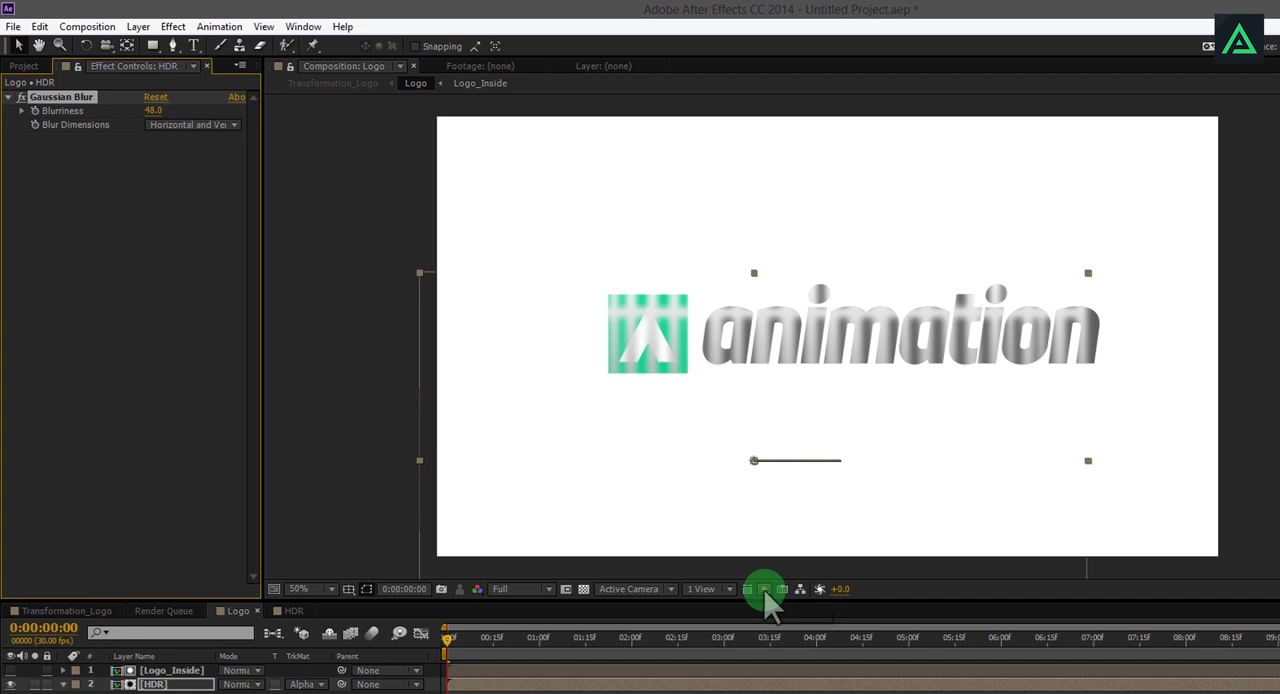 Ae
Adobe After Effects CC 2014 - Untitled Project.aep *
File Edit Composition Layer Effect Animation View Window Help
Snapping
Project Effect Controls: HDR Composition: Logo Footage: (none) Layer: (none)
Logo • HDR
Transformation_Logo Logo Logo_Inside
fx Gaussian Blur Reset Abo
Blurriness 48.0
Blur Dimensions Horizontal and Ver
animation
50% 0:00:00:00 Full Active Camera 1 View +0.0
Transformation_Logo Render Queue Logo HDR
0:00:00:00
00000 (30.00 fps)
00:15f 01:00f 01:15f 02:00f 02:15f 03:00f 03:15f 04:00f 04:15f 05:00f 05:15f 06:00f 06:15f 07:00f 07:15f 08:00f 08:15f 09:0
# Layer Name Mode T TrkMat Parent
1 [Logo_Inside] Norma None
2 [HDR] Norma Alpha None